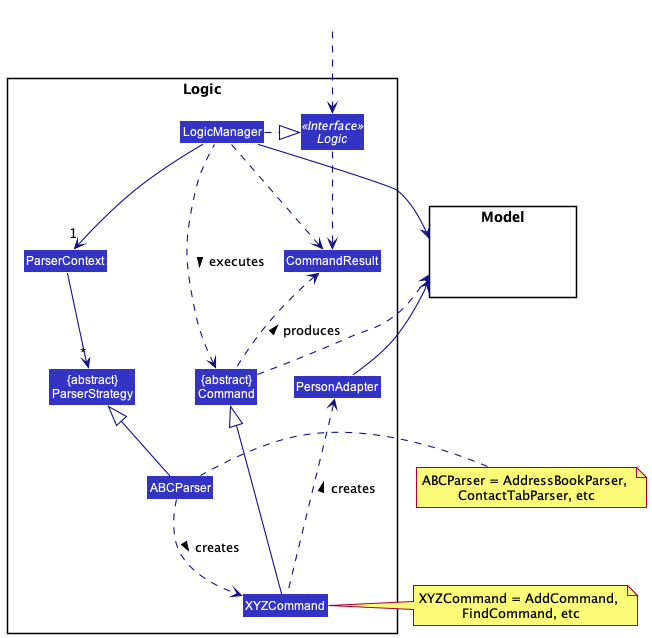 Logic
LogicManager
«Interface»
Logic
Model
1
ParserContext
executes
CommandResult
produces
*
{abstract}
ParserStrategy
{abstract}
Command
PersonAdapter
ABCParser
creates
ABCParser = AddressBookParser,
ContactTabParser, etc
creates
XYZCommand
XYZCommand = AddCommand,
FindCommand, etc